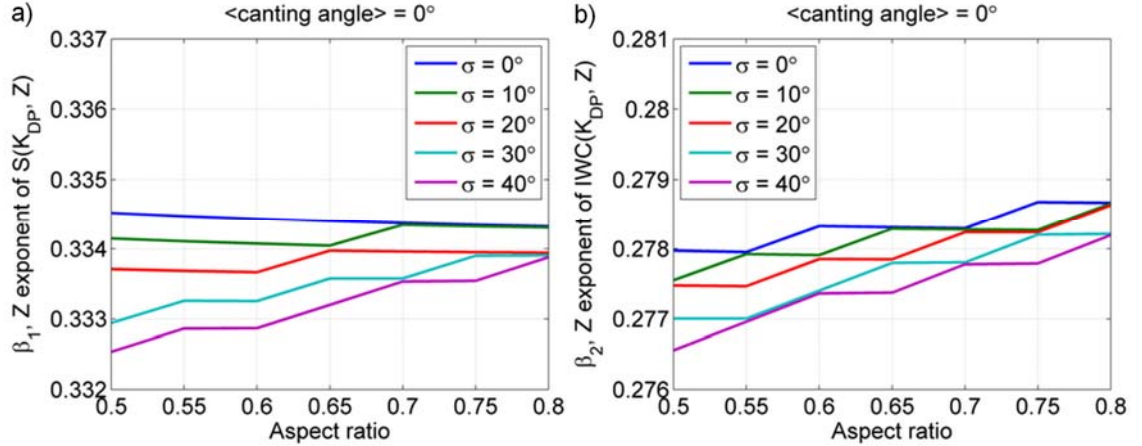 a)
<canting angle> = 0°
β1, Z exponent of S(KDP, Z)
0.337
0.336
0.335
0.334
0.333
0.332
σ = 0°
σ = 10°
σ = 20°
σ = 30°
σ = 40°
0.5 0.55 0.6 0.65 0.7 0.75 0.8
Aspect ratio
b)
<canting angle> = 0°
β2, Z exponent of IWC(KDP, Z)
0.281
0.28
0.279
0.278
0.277
0.276
σ = 0°
σ = 10°
σ = 20°
σ = 30°
σ = 40°
0.5 0.55 0.6 0.65 0.7 0.75 0.8
Aspect ratio